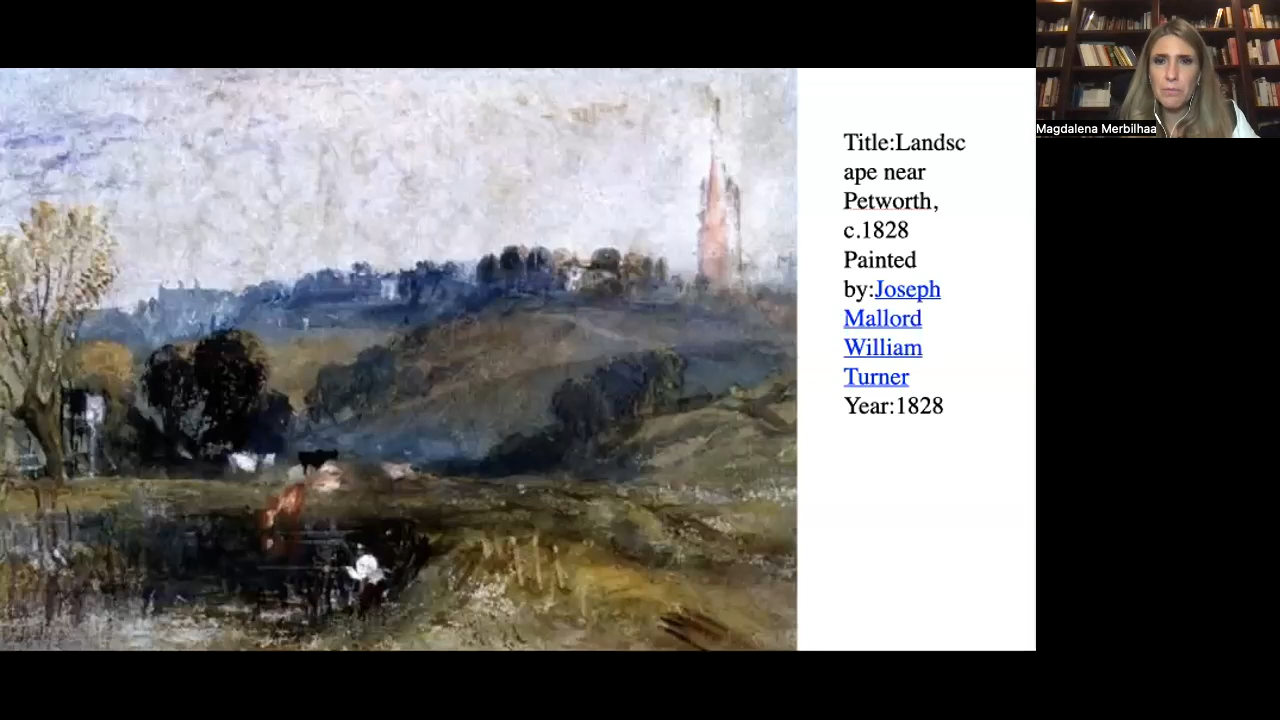 Title:Landsc
ape near
Petworth,
c.1828
Painted
by:Joseph
Mallord
William
Turner
Year:1828
Magdalena Merbilhaa